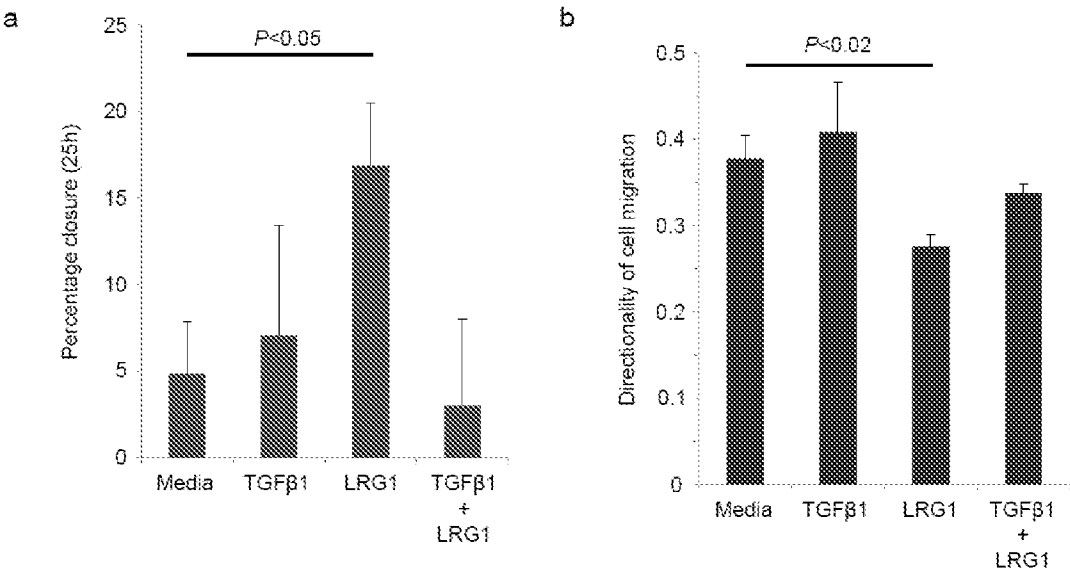 a
25
20
15
10
5
0
Percentage closure (25h)
P<0.05
Media TGFβ1 LRG1 TGFβ1
+
LRG1
b
0.5
0.4
0.3
0.2
0.1
0
Directionality of cell migration
P<0.02
Media TGFβ1 LRG1 TGFβ1
+
LRG1